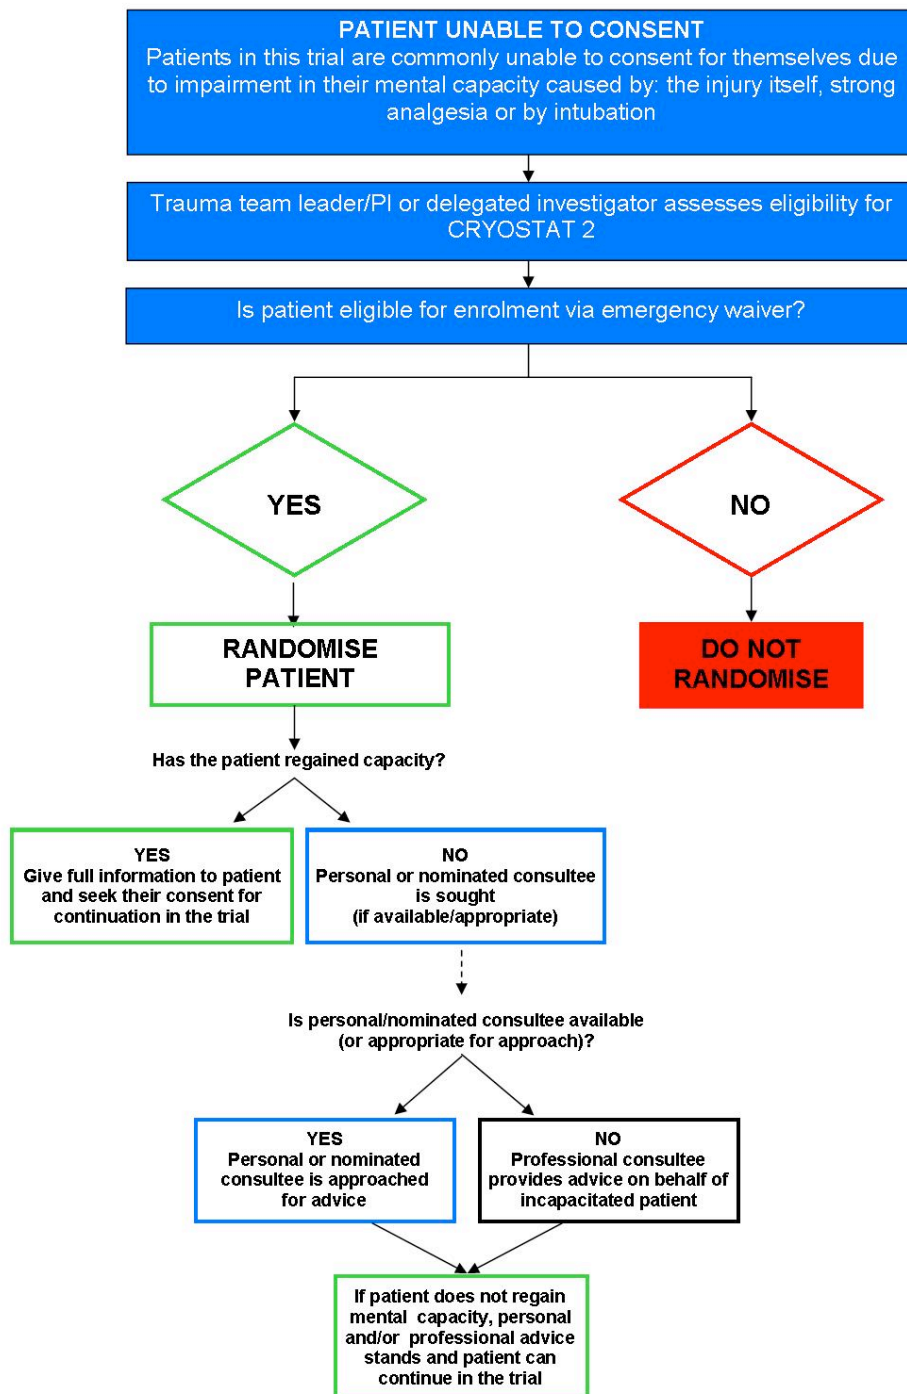 PATIENT UNABLE TO CONSENT
Patients in this trial are commonly unable to consent for themselves due
to impairment in their mental capacity caused by: the injury itself, strong
analgesia or by intubation
Trauma team leader/PI or delegated investigator assesses eligibility for
CRYOSTAT 2
Is patient eligible for enrolment via emergency waiver?
YES
NO
RANDOMISE
PATIENT
DO NOT
RANDOMISE
Has the patient regained capacity?
YES
Give full information to patient
and seek their consent for
continuation in the trial
NO
Personal or nominated consultee
is sought
(if available/appropriate)
Is personal/nominated consultee available
(or appropriate for approach)?
YES
Personal or nominated
consultee is approached
for advice
NO
Professional consultee
provides advice on behalf of
incapacitated patient
If patient does not regain
mental capacity, personal
and/or professional advice
stands and patient can
continue in the trial